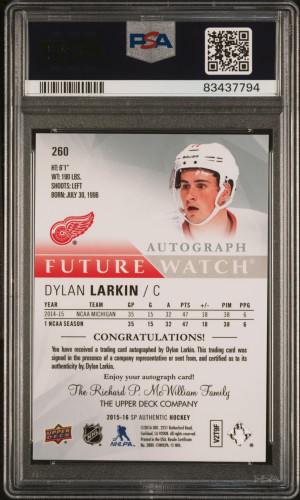 PSA
83437794
260
HT: 6'1"
WT: 190 LBS.
SHOOTS: LEFT
BORN: JULY 30, 1996
AUTOGRAPH
FUTURE WATCH
DYLAN LARKIN / C
YEAR TEAM GP G A PTS +/- PIM PPG
2014-15 NCAA MICHIGAN 35 15 32 47 18 38 6
1 NCAA SEASON 35 15 32 47 18 38 6
CONGRATULATIONS!
You have received a trading card autographed by Dylan Larkin. This trading card was
signed in the presence of a company representative or sent from, and certified as to its
authenticity by, Dylan Larkin.
Enjoy your autograph card!
The Richard P. McWilliam Family
THE UPPER DECK COMPANY
2015-16 SP AUTHENTIC HOCKEY
UPPER DECK
NHL
NHLPA